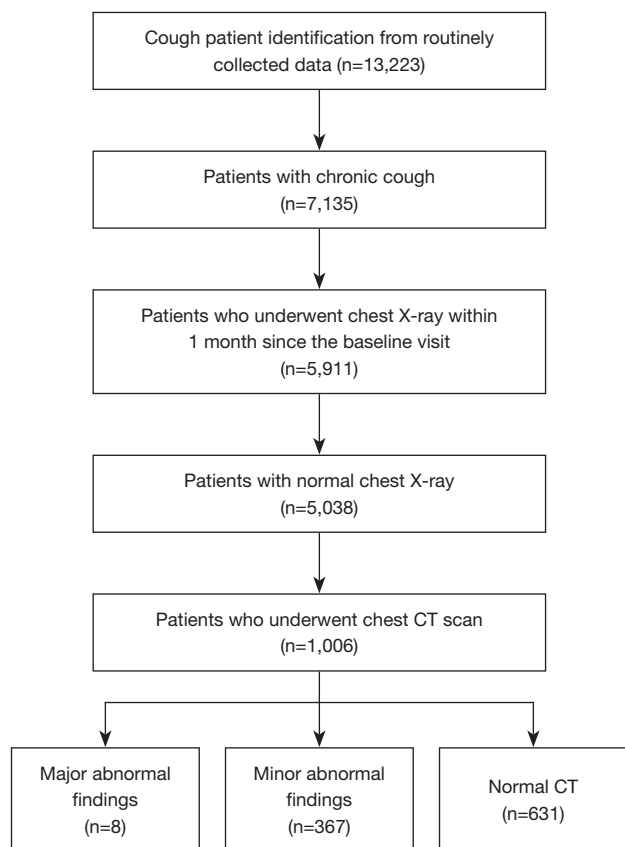 Cough patient identification from routinely
collected data (n=13,223)
Patients with chronic cough
(n=7,135)
Patients who underwent chest X-ray within
1 month since the baseline visit
(n=5,911)
Patients with normal chest X-ray
(n=5,038)
Patients who underwent chest CT scan
(n=1,006)
Major abnormal
findings
(n=8)
Minor abnormal
findings
(n=367)
Normal CT
(n=631)